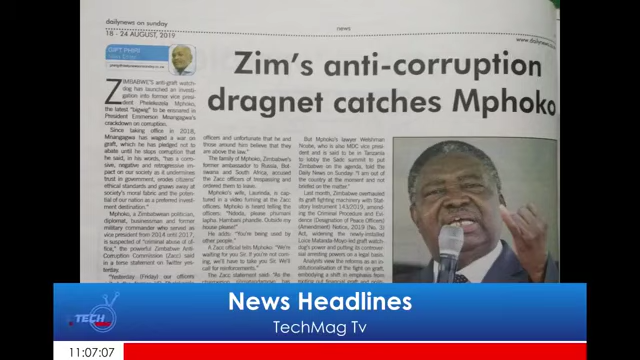 dailynews on sunday
18 - 24 AUGUST, 2019
news
Zim's anti-corruption
dragnet catches Mphoko
ZIMBABWE'S anti-graft watch-
dog has launched an
investigation into former vice president
Phelekezela Mphoko,
the latest "bigwig" to be ensnared in
President Emmerson Mnangagwa's
crackdown on corruption.
Since taking office in 2018,
Mnangagwa has waged a war on
graft, which he has pledged not to
abate until he stops corruption that
he said, in his words, "has a corrosive,
negative and retrogressive impact
on our society as it undermines
trust in government, erodes citizens'
ethical standards and gnaws away at
society's moral fabric and the potential
of our nation as a preferred investment
destination."
Mphoko, a Zimbabwean politician,
diplomat, businessman and former
military commander who served as
vice president from 2014 until 2017,
is suspected of "criminal abuse of office,"
the powerful Zimbabwe Anti-
Corruption Commission (Zacc) said
in a terse statement on Twitter yesterday.
"Yesterday (Friday) our officers
officers and unfortunate that he and
those around him believe that they
are above the law."
The family of Mphoko, Zimbabwe's
former ambassador to Russia, Botswana
and South Africa, accused the
Zacc officers of trespassing and
ordered them to leave.
Mphoko's wife, Laurinda, is captured
in a video fuming at the Zacc
officers. Mphoko is heard telling the
officers:
He adds: "You're being used by
other people."
A Zacc official tells Mphoko: "We're
waiting for you Sir. If you're not coming,
we'll have to take you Sir. We'll
call for reinforcements."
The Zacc statement said:
But Mphoko's lawyer Welshman
Ncube, who is also MDC vice president
and is said to be in Tanzania
to lobby the Sadc summit to put
Zimbabwe on the agenda, told the
Daily News on Sunday: "I am out
of the country at the moment and not
briefed on the matter."
Last month, Zimbabwe overhauled
its graft fighting machinery with Statutory
Instrument 143/2019, amending
the Criminal Procedure and Evidence
(Designation of Peace Officers)
(Amendment) Notice, 2019 (No. 3)
Act, widening the newly-installed
Loice Matanda-Moyo-led graft watchdog's
power and putting its commensal
arresting powers on a legal basis.
Analysts view the reforms as an institutionalisation
of the fight on graft,
TECH
News Headlines
TechMag Tv
11:07:07